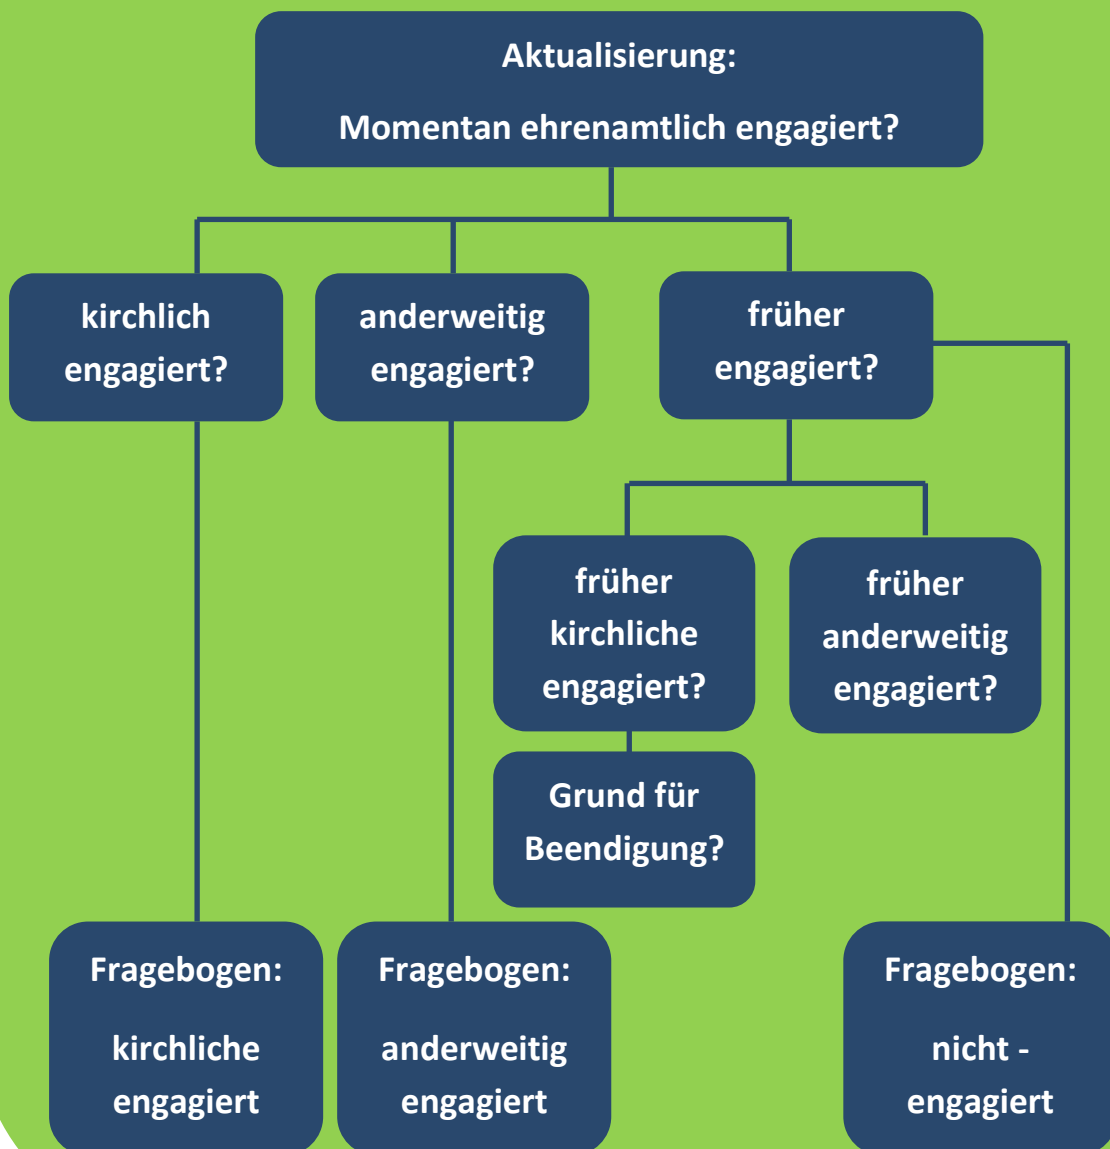 Aktualisierung:
Momentan ehrenamtlich engagiert?
kirchlich
engagiert?
anderweitig
engagiert?
früher
engagiert?
früher
kirchliche
engagiert?
früher
anderweitig
engagiert?
Grund für
Beendigung?
Fragebogen:
kirchliche
engagiert
Fragebogen:
anderweitig
engagiert
Fragebogen:
nicht -
engagiert